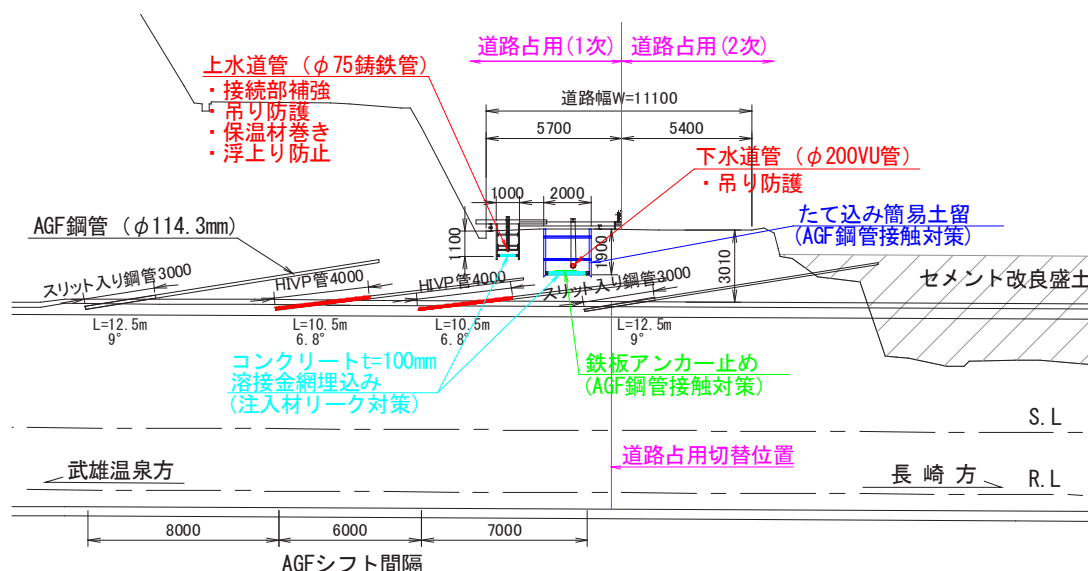 道路占用(1次)
道路占用(2次)
上水道管（φ75鋳鉄管）
・接続部補強
・吊り防護
・保温材巻き
・浮上り防止
道路幅W=11100
5700
5400
下水道管（φ200VU管）
・吊り防護
1000
2000
AGF鋼管（φ114.3mm）
たて込み簡易土留
(AGF鋼管接触対策)
1100
1900
3010
スリット入り鋼管3000
HIVP管4000
HIVP管4000
スリット入り鋼管3000
セメント改良盛土
L=12.5m
9°
L=10.5m
6.8°
L=10.5m
6.8°
L=12.5m
9°
コンクリートt=100mm
溶接金網埋込み
(注入材リーク対策)
鉄板アンカー止め
(AGF鋼管接触対策)
S.L
道路占用切替位置
武雄温泉方
長崎方
R.L
8000
6000
7000
AGFシフト間隔